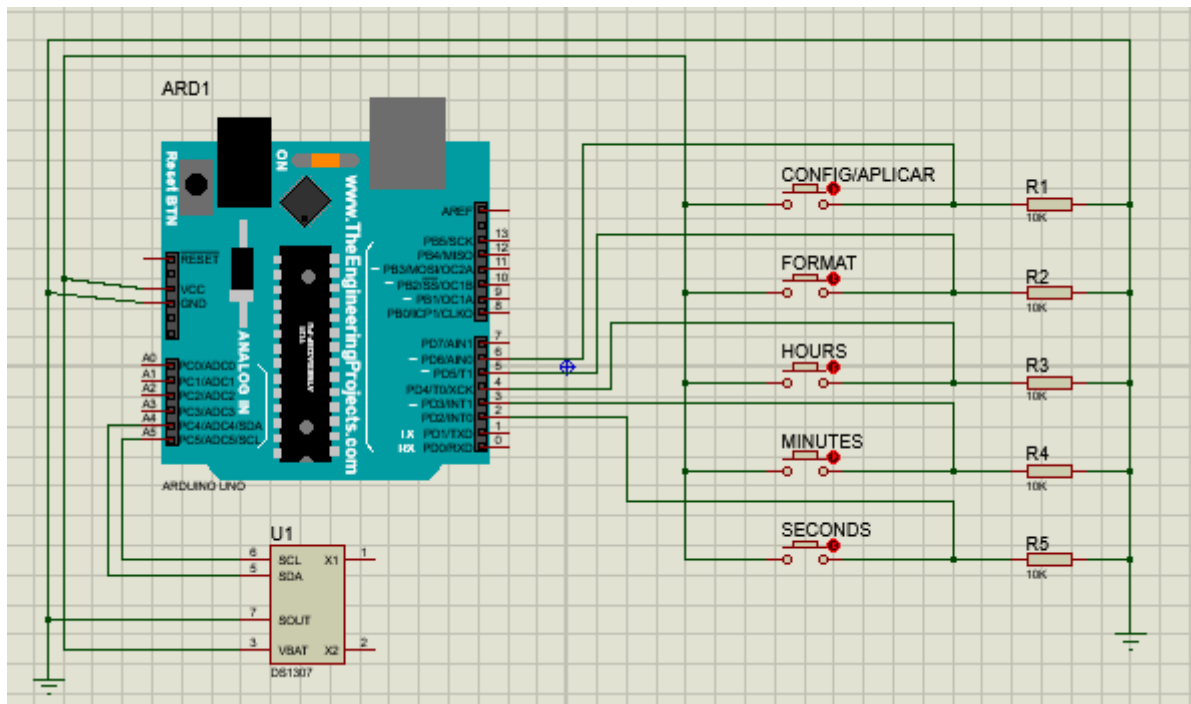 ARD1
Reset BTN
ON
www.TheEngineeringProjects.com
ANALOG IN
RESET
VCC
GND
A0 PC0/ADC0
A1 PC1/ADC1
A2 PC2/ADC2
A3 PC3/ADC3
A4 PC4/ADC4/SDA
A5 PC5/ADC5/SCL
AREF
PB5/SCK 13
PB4/MISO 12
PB3/MOSI/OC2A 11
PB2/SS/OC1B 10
PB1/OC1A 9
PB0/ICP1/CLKO 8
PD7/AIN1 7
PD6/AIN0 6
PD5/T1 5
PD4/T0/XCK 4
PD3/INT1 3
PD2/INT0 2
PD1/TXD 1
RX PD0/RXD 0
ARDUINO UNO
CONFIG/APLICAR
R1
10K
FORMAT
R2
10K
HOURS
R3
10K
MINUTES
R4
10K
SECONDS
R5
10K
U1
6 SCL X1 1
5 SDA
7 SOUT
3 VBAT X2 2
DS1307